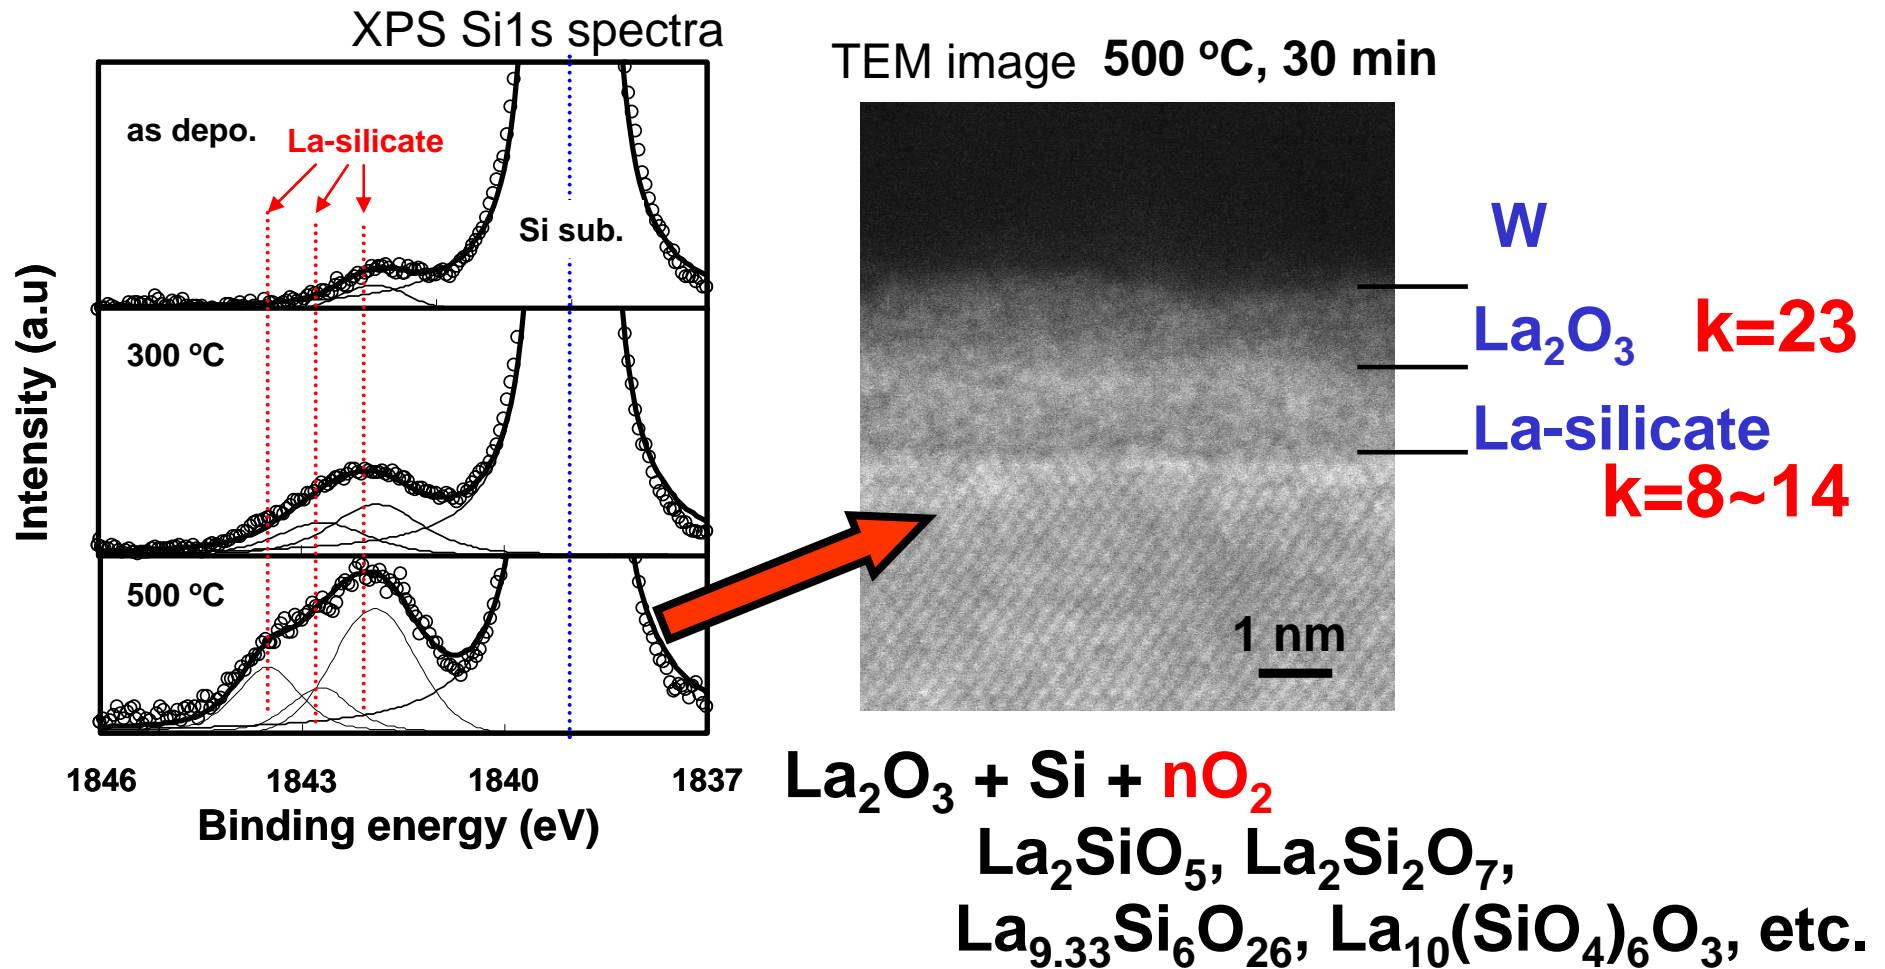 XPS Si1s spectra
as depo.
La-silicate
Si sub.
300 ºC
500 ºC
Intensity (a.u)
1846 1843 1840 1837
Binding energy (eV)
TEM image 500 ºC, 30 min
W
La₂O₃ k=23
La-silicate
k=8~14
1 nm
La₂O₃ + Si + nO₂
La₂SiO₅, La₂Si₂O₇,
La₉.₃₃Si₆O₂₆, La₁₀(SiO₄)₆O₃, etc.